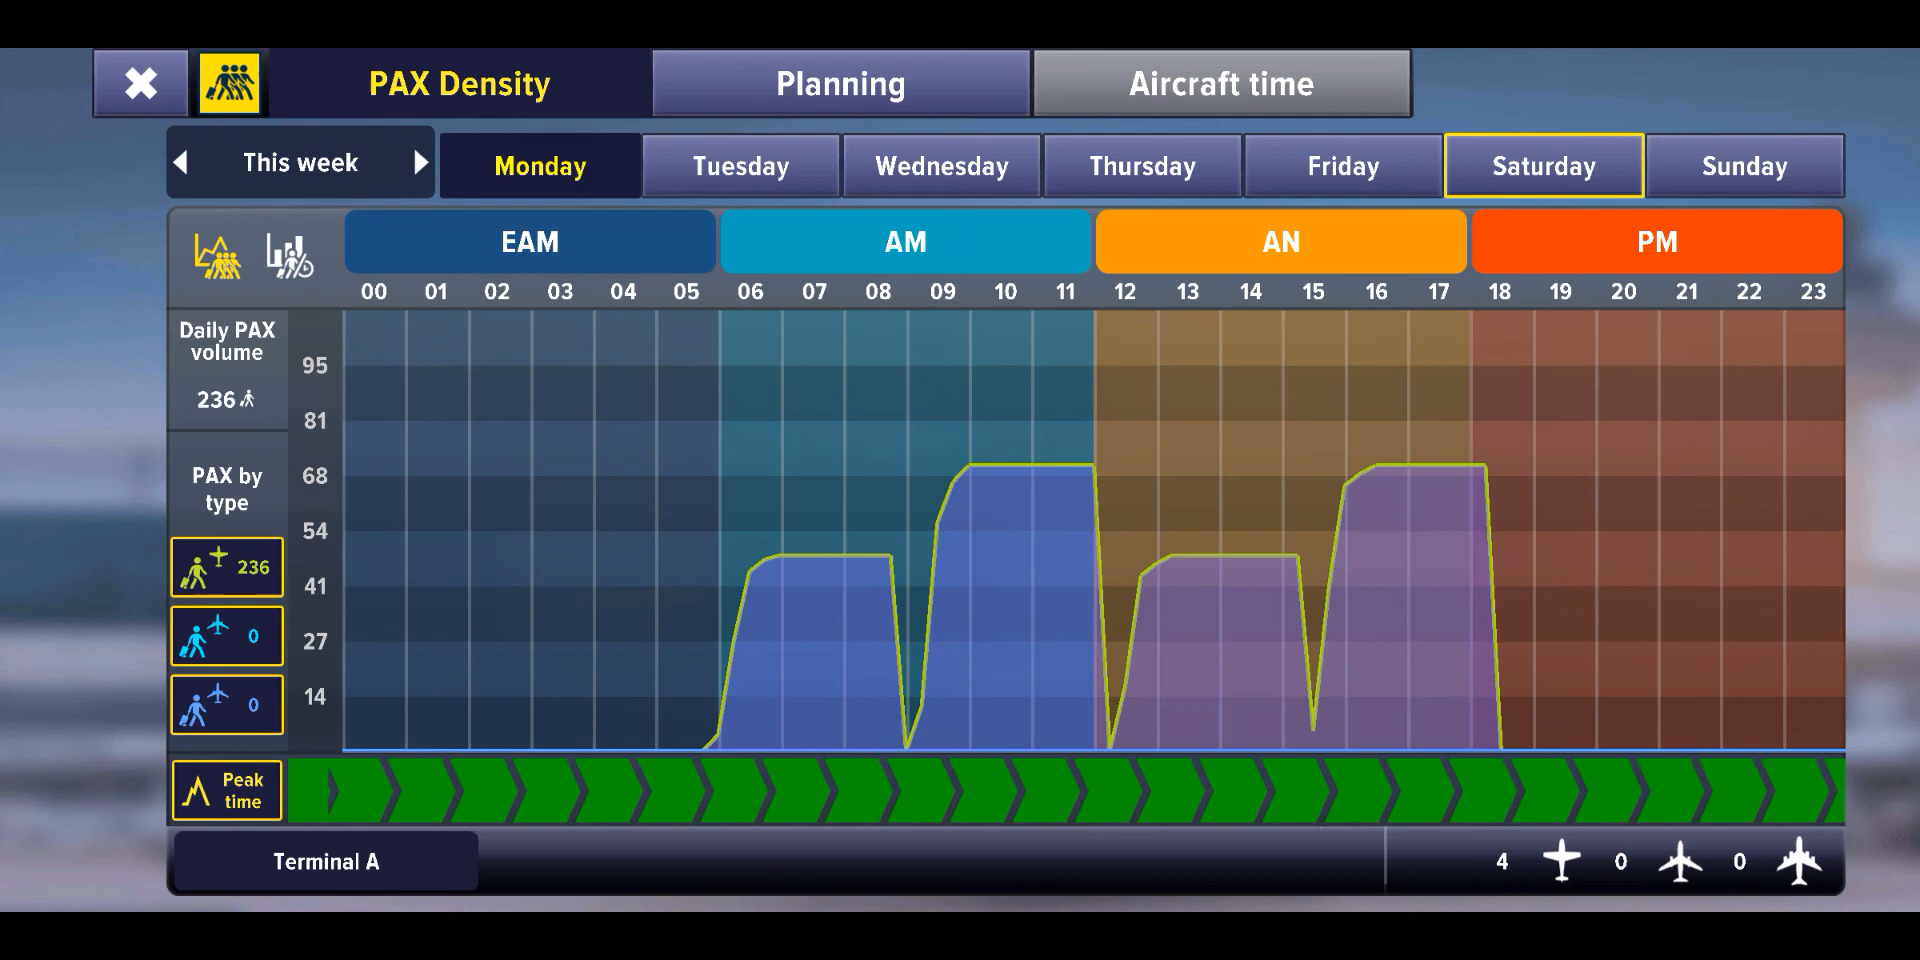 PAX Density Planning Aircraft time
This week Monday Tuesday Wednesday Thursday Friday Saturday Sunday
EAM AM AN PM
00 01 02 03 04 05 06 07 08 09 10 11 12 13 14 15 16 17 18 19 20 21 22 23
Daily PAX
volume
236
PAX by
type
236
0
0
95
81
68
54
41
27
14
Peak
time
Terminal A 4 0 0